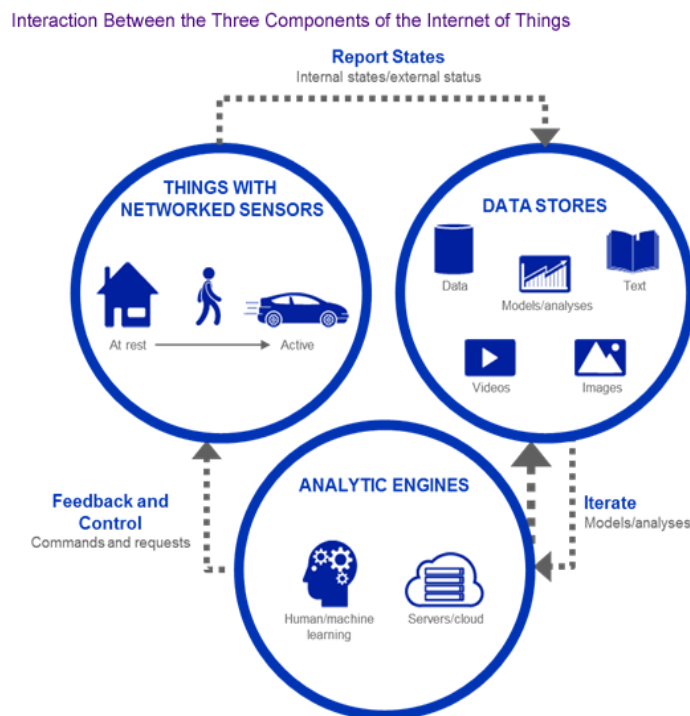 Interaction Between the Three Components of the Internet of Things
Report States
Internal states/external status
THINGS WITH
NETWORKED SENSORS
At rest
Active
DATA STORES
Data
Models/analyses
Text
Videos
Images
Feedback and
Control
Commands and requests
ANALYTIC ENGINES
Human/machine
learning
Servers/cloud
Iterate
Models/analyses